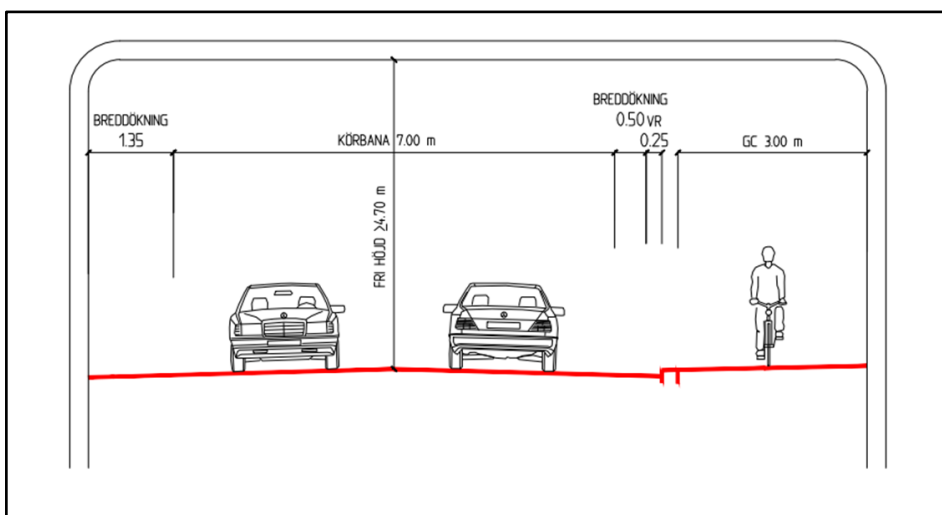 BREDDÖKNING
1.35
KÖRBANA 7.00 m
BREDDÖKNING
0.50 VR
0.25
GC 3.00 m
FRI HÖJD ≥4.70 m